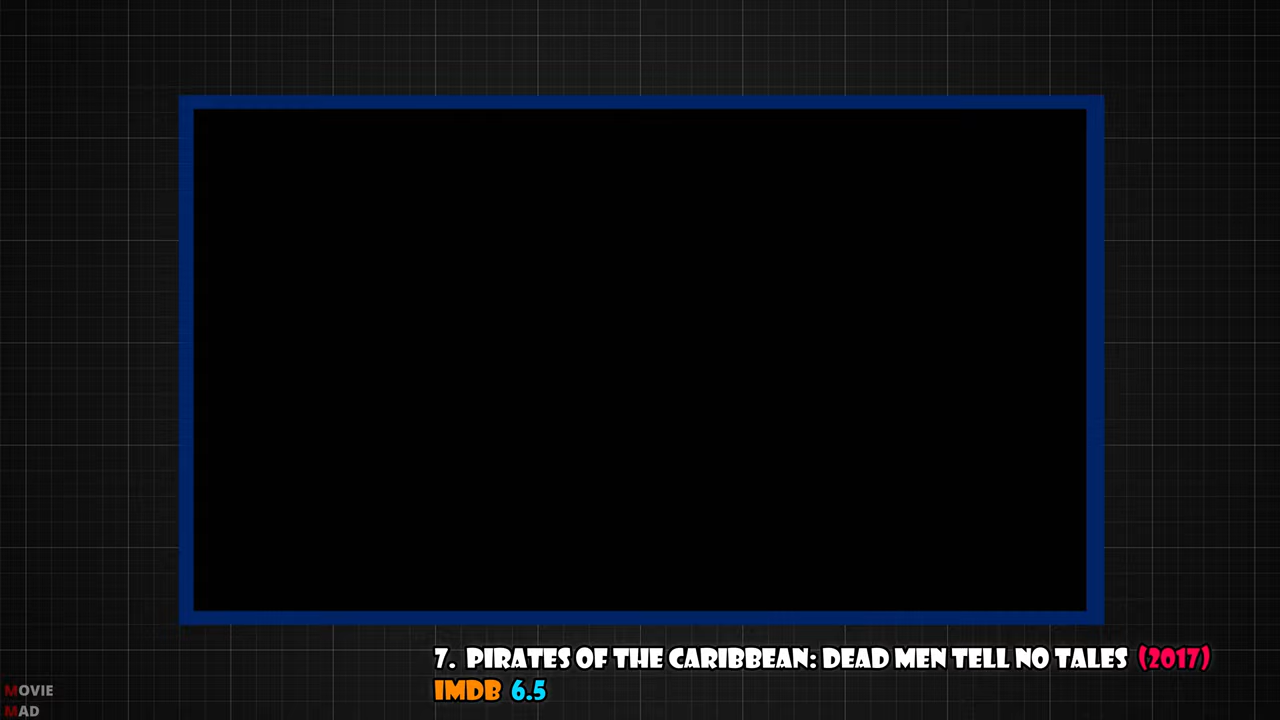 7. PIRATES OF THE CARIBBEAN: DEAD MEN TELL NO TALES (2017)
IMDB 6.5
MOVIE
MAD